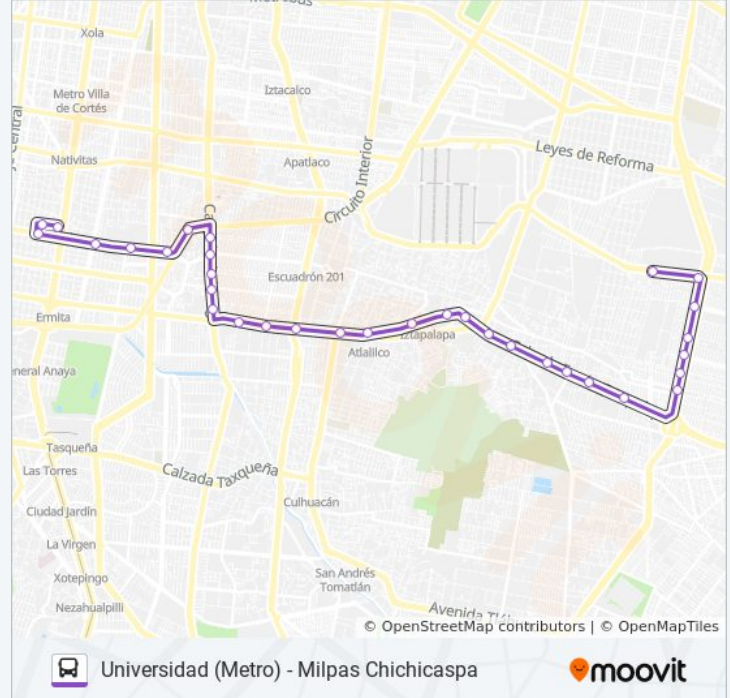 Xola
Metro Villa
de Cortés
Iztacalco
Nativitas
Apatlaco
Leyes de Reforma
Circuito Interior
Escuadrón 201
Ermita
Iztapalapa
Atlalilco
neral Anaya
Tasqueña
Las Torres
Calzada Taxqueña
Culhuacán
Ciudad Jardín
La Virgen
San Andrés
Tomatlán
Xotepingo
Nezahualpilli
Avenida
© OpenStreetMap contributors | © OpenMapTiles
Universidad (Metro) - Milpas Chichicaspa
moovit